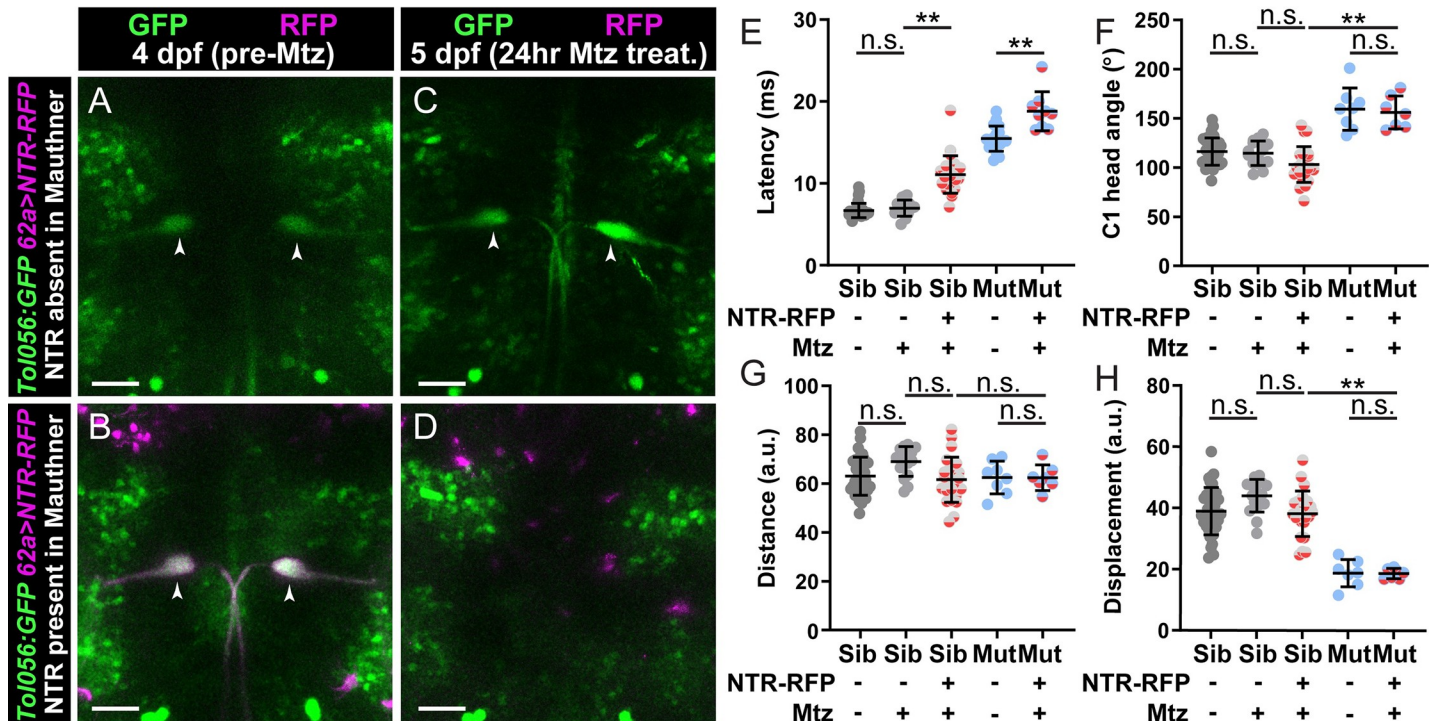 GFP RFP
4 dpf (pre-Mtz)
GFP RFP
5 dpf (24hr Mtz treat.)
Tol056:GFP 62a>NTR-RFP
NTR absent in Mauthner
A
C
Tol056:GFP 62a>NTR-RFP
NTR present in Mauthner
B
D
E
Latency (ms)
30
20
10
0
n.s.
**
**
Sib Sib Sib Mut Mut
NTR-RFP - - + - +
Mtz - + + - +
F
C1 head angle (°)
250
200
150
100
50
0
n.s.
n.s.
**
n.s.
Sib Sib Sib Mut Mut
NTR-RFP - - + - +
Mtz - + + - +
G
Distance (a.u.)
100
80
60
40
20
0
n.s.
n.s.
n.s.
n.s.
Sib Sib Sib Mut Mut
NTR-RFP - - + - +
Mtz - + + - +
H
Displacement (a.u.)
80
60
40
20
0
n.s.
n.s.
**
n.s.
Sib Sib Sib Mut Mut
NTR-RFP - - + - +
Mtz - + + - +